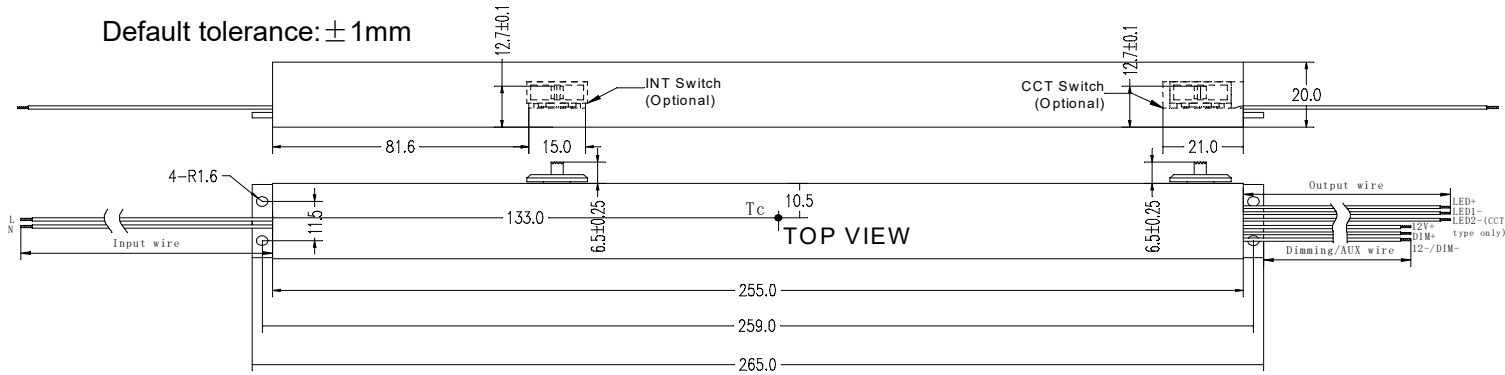 Default tolerance:±1mm
12.7±0.1
12.7±0.1
INT Switch
(Optional)
CCT Switch
(Optional)
20.0
81.6
15.0
21.0
4-R1.6
11.5
133.0
Tc
10.5
6.5±0.25
6.5±0.25
TOP VIEW
L
N
Input wire
Output wire
LED+
LED1-
LED2-(CCT
type only)
12V+
DIM+
12-/DIM-
Dimming/AUX wire
255.0
259.0
265.0